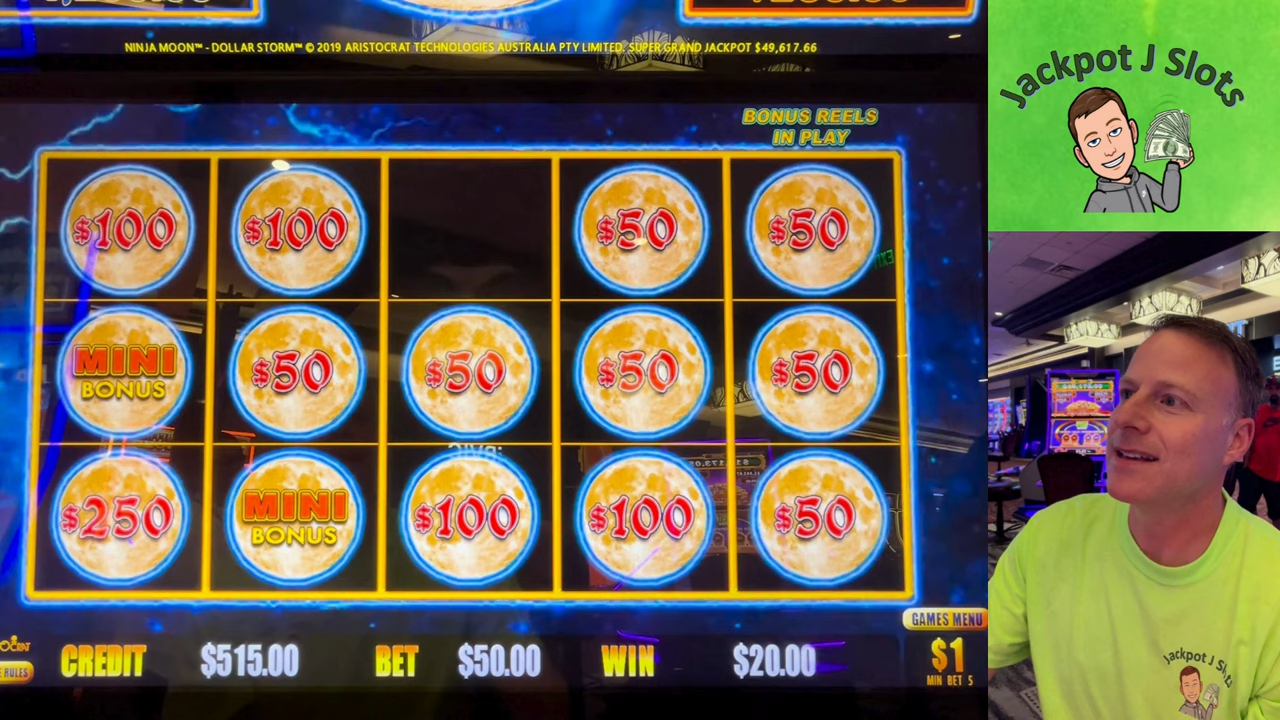 NINJA MOON™ - DOLLAR STORM™ © 2019 ARISTOCRAT TECHNOLOGIES AUSTRALIA PTY LIMITED. SUPER GRAND JACKPOT $49,617.66
BONUS REELS
IN PLAY
$100 $100 $50 $50
MINI
BONUS
$50 $50 $50 $50
$250
MINI
BONUS
$100 $100 $50
GAMES MENU
CREDIT $515.00 BET $50.00 WIN $20.00
$1
MIN BET 5
RULES
Jackpot J Slots
Jackpot J Slots